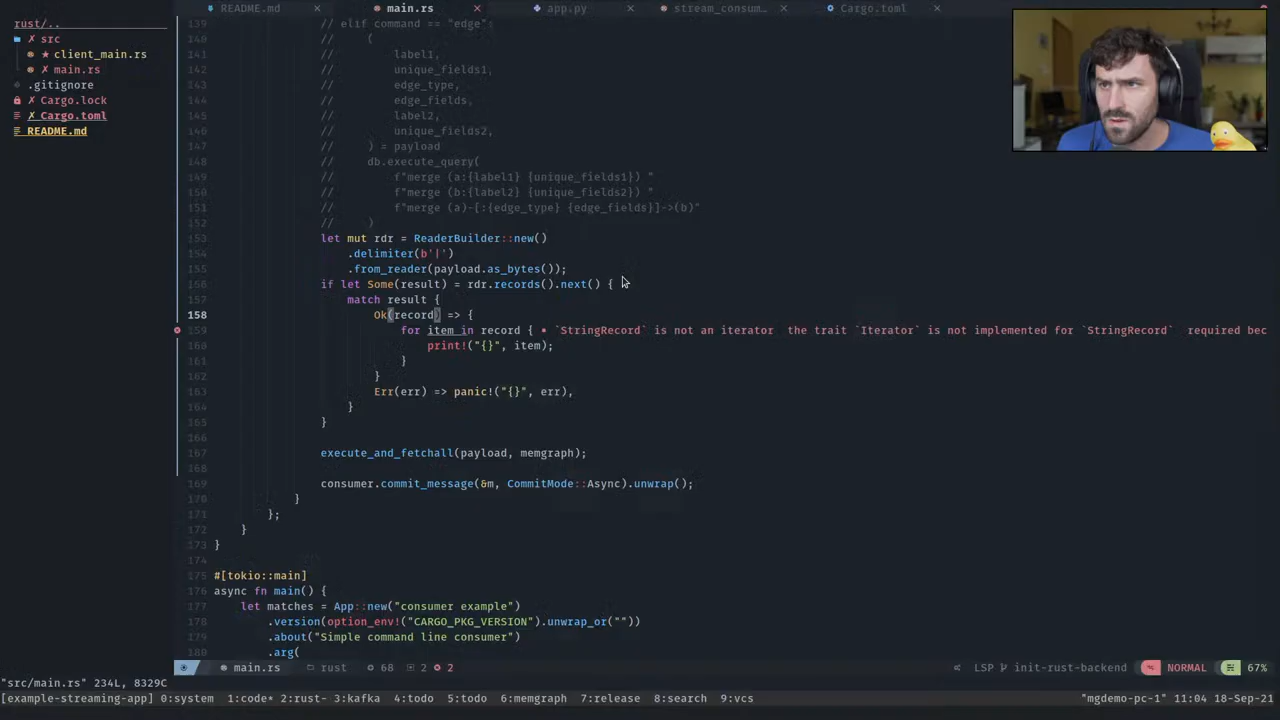 README.md × main.rs × app.py × stream_consum… × Cargo.toml ×
rust/..
✗ src
★ client_main.rs
✗ main.rs
.gitignore
✗ Cargo.lock
✗ Cargo.toml
README.md
139 // elif command == "edge":
140 // (
141 // label1,
142 // unique_fields1,
143 // edge_type,
144 // edge_fields,
145 // label2,
146 // unique_fields2,
147 // ) = payload
148 // db.execute_query(
149 // f"merge (a:{label1} {unique_fields1}) "
150 // f"merge (b:{label2} {unique_fields2}) "
151 // f"merge (a)-[:{edge_type} {edge_fields}]->(b)"
152 // )
153 let mut rdr = ReaderBuilder::new()
154 .delimiter(b'|')
155 .from_reader(payload.as_bytes());
156 if let Some(result) = rdr.records().next() {
157 match result {
158 Ok(record) => {
159 for item in record { ▪ `StringRecord` is not an iterator the trait `Iterator` is not implemented for `StringRecord` required bec
160 print!("{}", item);
161 }
162 }
163 Err(err) => panic!("{}", err),
164 }
165 }
166
167 execute_and_fetchall(payload, memgraph);
168
169 consumer.commit_message(&m, CommitMode::Async).unwrap();
170 }
171 };
172 }
173 }
174
175 #[tokio::main]
176 async fn main() {
177 let matches = App::new("consumer example")
178 .version(option_env!("CARGO_PKG_VERSION").unwrap_or(""))
179 .about("Simple command line consumer")
180 .arg(
main.rs rust 68 2 2 LSP init-rust-backend NORMAL 67%
"src/main.rs" 234L, 8329C
[example-streaming-app] 0:system 1:code* 2:rust- 3:kafka 4:todo 5:todo 6:memgraph 7:release 8:search 9:vcs "mgdemo-pc-1" 11:04 18-Sep-21